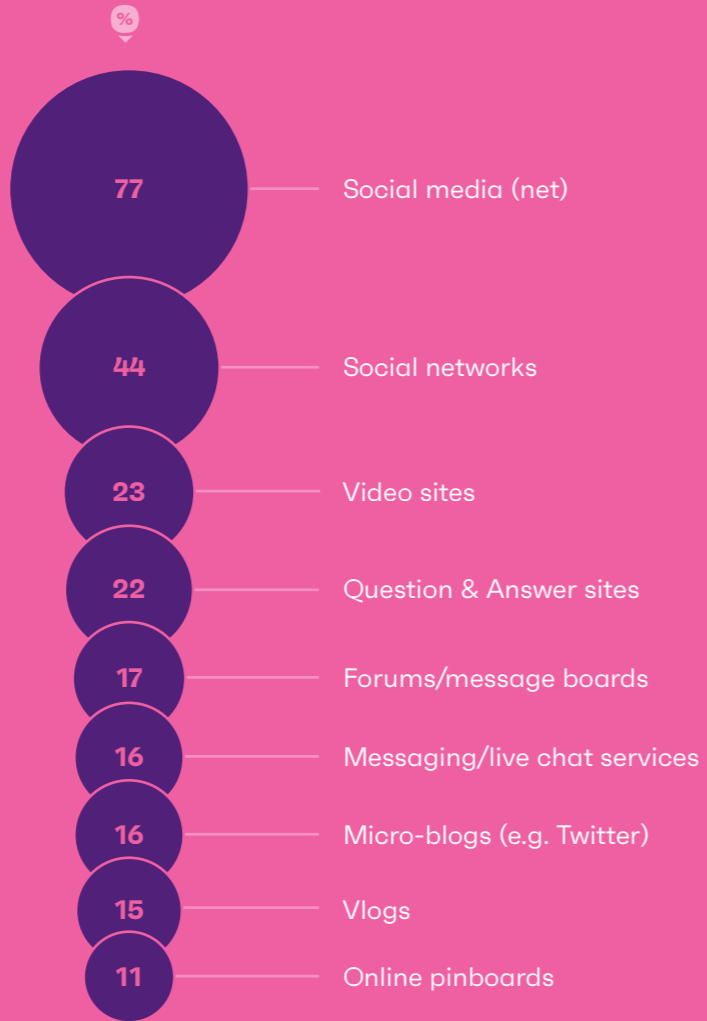 %
77 Social media (net)
44 Social networks
23 Video sites
22 Question & Answer sites
17 Forums/message boards
16 Messaging/live chat services
16 Micro-blogs (e.g. Twitter)
15 Vlogs
11 Online pinboards